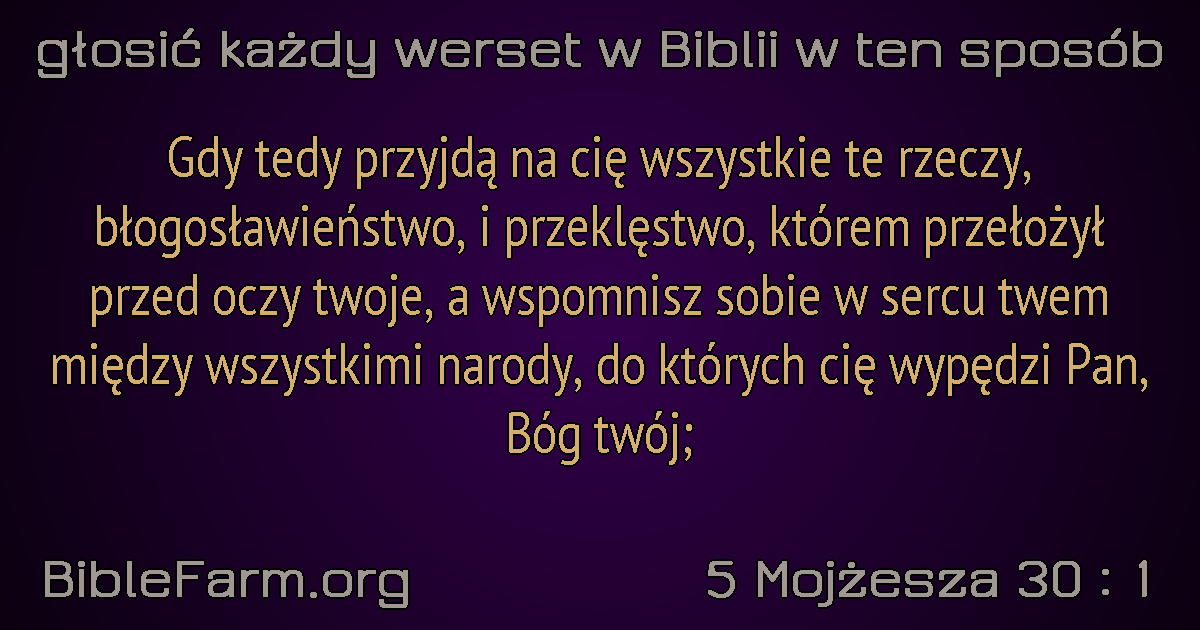 głosić każdy werset w Biblii w ten sposób
Gdy tedy przyjdą na cię wszystkie te rzeczy,
błogosławieństwo, i przeklęstwo, którem przełożył
przed oczy twoje, a wspomnisz sobie w sercu twem
między wszystkimi narody, do których cię wypędzi Pan,
Bóg twój;
BibleFarm.org
5 Mojżesza 30 : 1